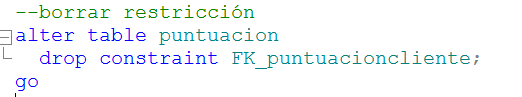 --borrar restricción
alter table puntuacion
drop constraint FK_puntuacioncliente;
go